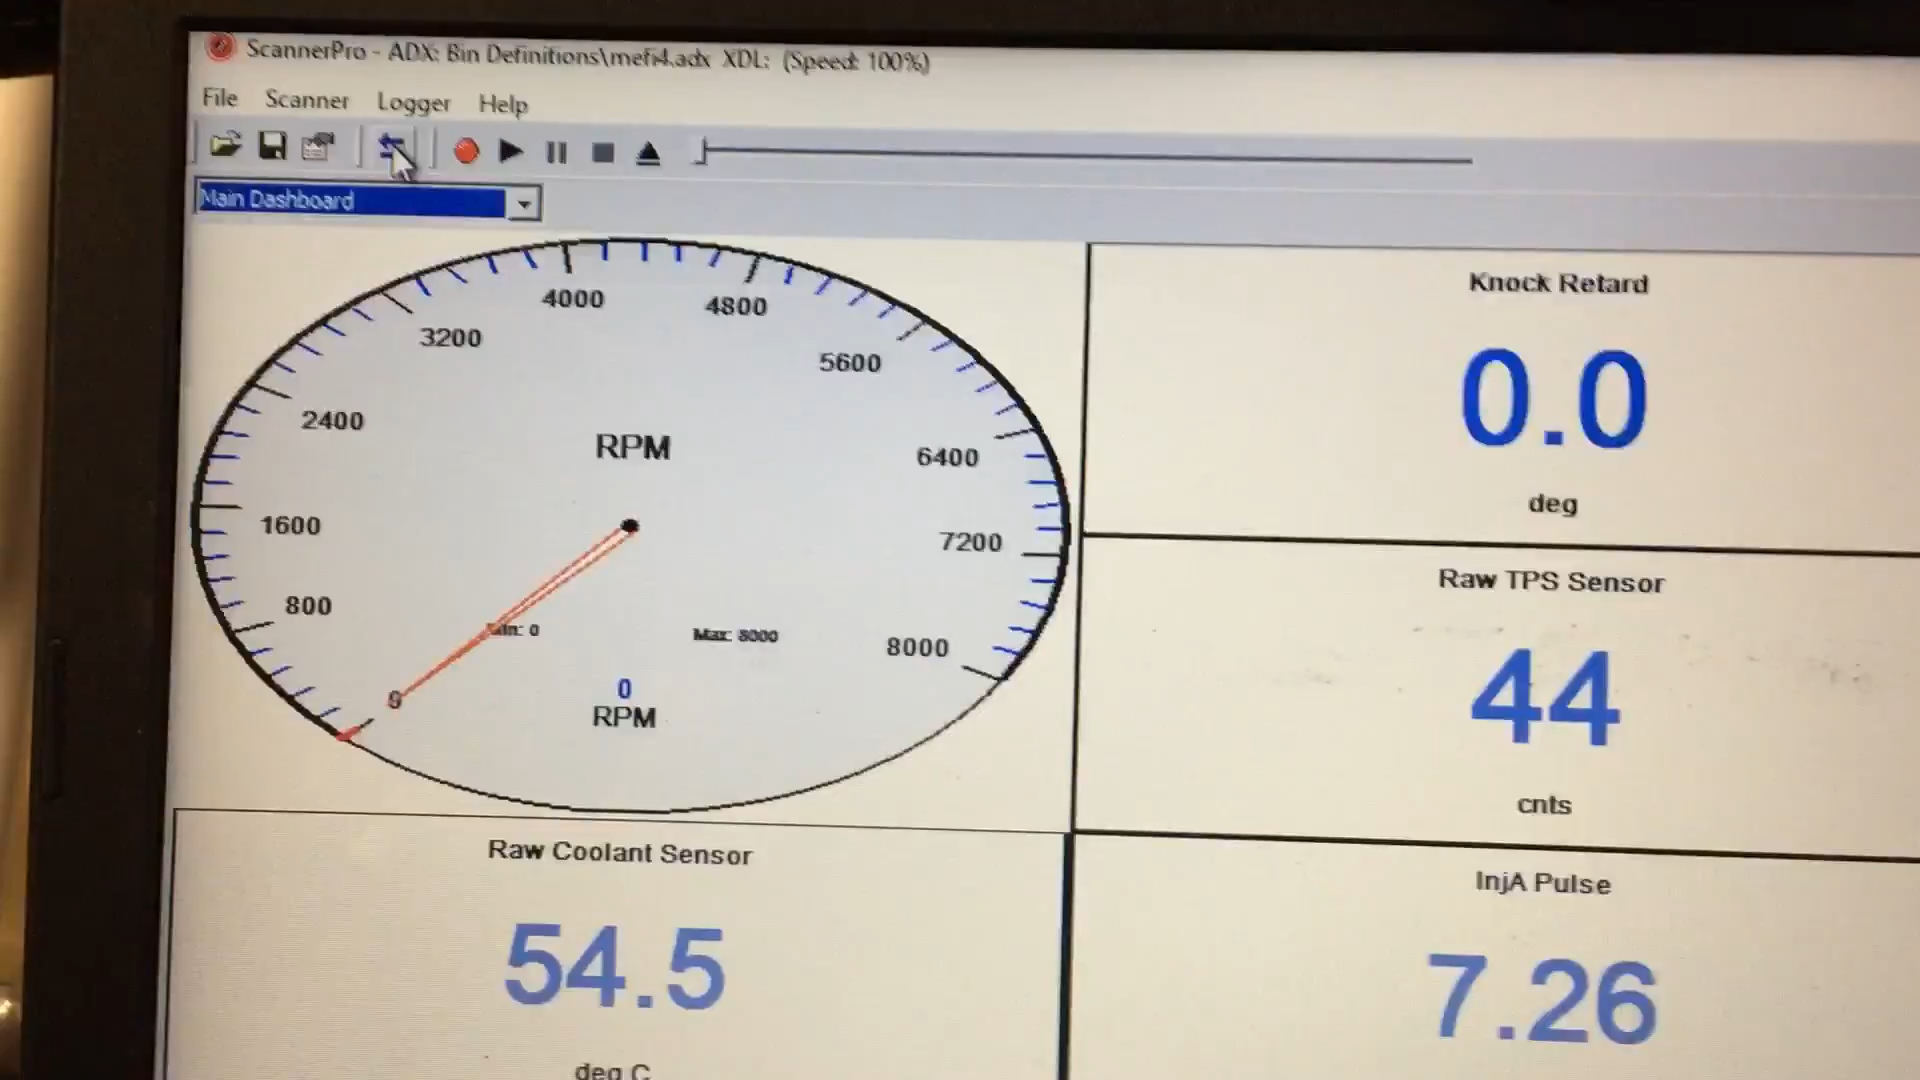 ScannerPro - ADX: Bin Definitions\mefi4.adx XDL: (Speed: 100%)
File Scanner Logger Help
Main Dashboard
4000
4800
3200
5600
2400
RPM
6400
1600
7200
800
Min: 0
Max: 8000
8000
0
0
RPM
Knock Retard
0.0
deg
Raw TPS Sensor
44
cnts
Raw Coolant Sensor
54.5
deg C
InjA Pulse
7.26